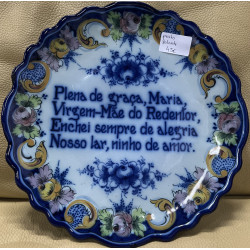 Plena de graça, Maria,
Virgem-Mãe do Redentor,
Enchei sempre de alegria
Nosso lar, ninho de amor.